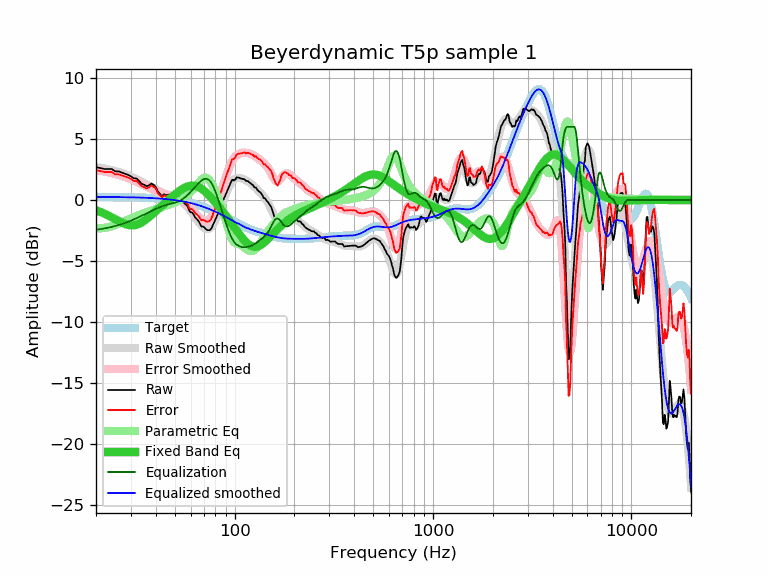 Beyerdynamic T5p sample 1
Amplitude (dBr)
10
5
0
−5
−10
−15
−20
−25
Target
Raw Smoothed
Error Smoothed
Raw
Error
Parametric Eq
Fixed Band Eq
Equalization
Equalized smoothed
100
1000
10000
Frequency (Hz)